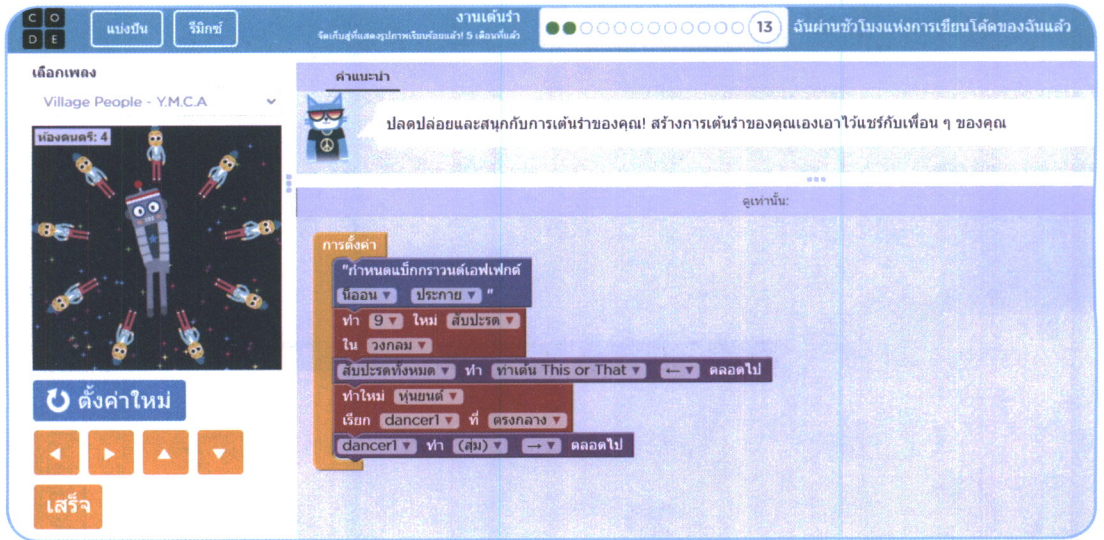 C O
D E
แบ่งปัน
รีมิกซ์
งานเต้นรำ
จัดเก็บสู่ที่แสดงรูปภาพเรียบร้อยแล้ว! 5 เดือนที่แล้ว
13
ฉันผ่านชั่วโมงแห่งการเขียนโค้ดของฉันแล้ว
เลือกเพลง
Village People - Y.M.C.A
ห้องดนตรี: 4
คำแนะนำ
ปลดปล่อยและสนุกกับการเต้นรำของคุณ! สร้างการเต้นรำของคุณเองเอาไว้แชร์กับเพื่อน ๆ ของคุณ
ดูเท่านั้น:
การตั้งค่า
"กำหนดแบ็กกราวนด์เอฟเฟกต์
นีออน ▼ ประกาย ▼ "
ทำ 9 ▼ ใหม่ สับปะรด ▼
ใน วงกลม ▼
สับปะรดทั้งหมด ▼ ทำ ท่าเต้น This or That ▼ ← ▼ ตลอดไป
ทำใหม่ หุ่นยนต์ ▼
เรียก dancer1 ▼ ที่ ตรงกลาง ▼
dancer1 ▼ ทำ (สุ่ม) ▼ → ▼ ตลอดไป
ตั้งค่าใหม่
เสร็จ